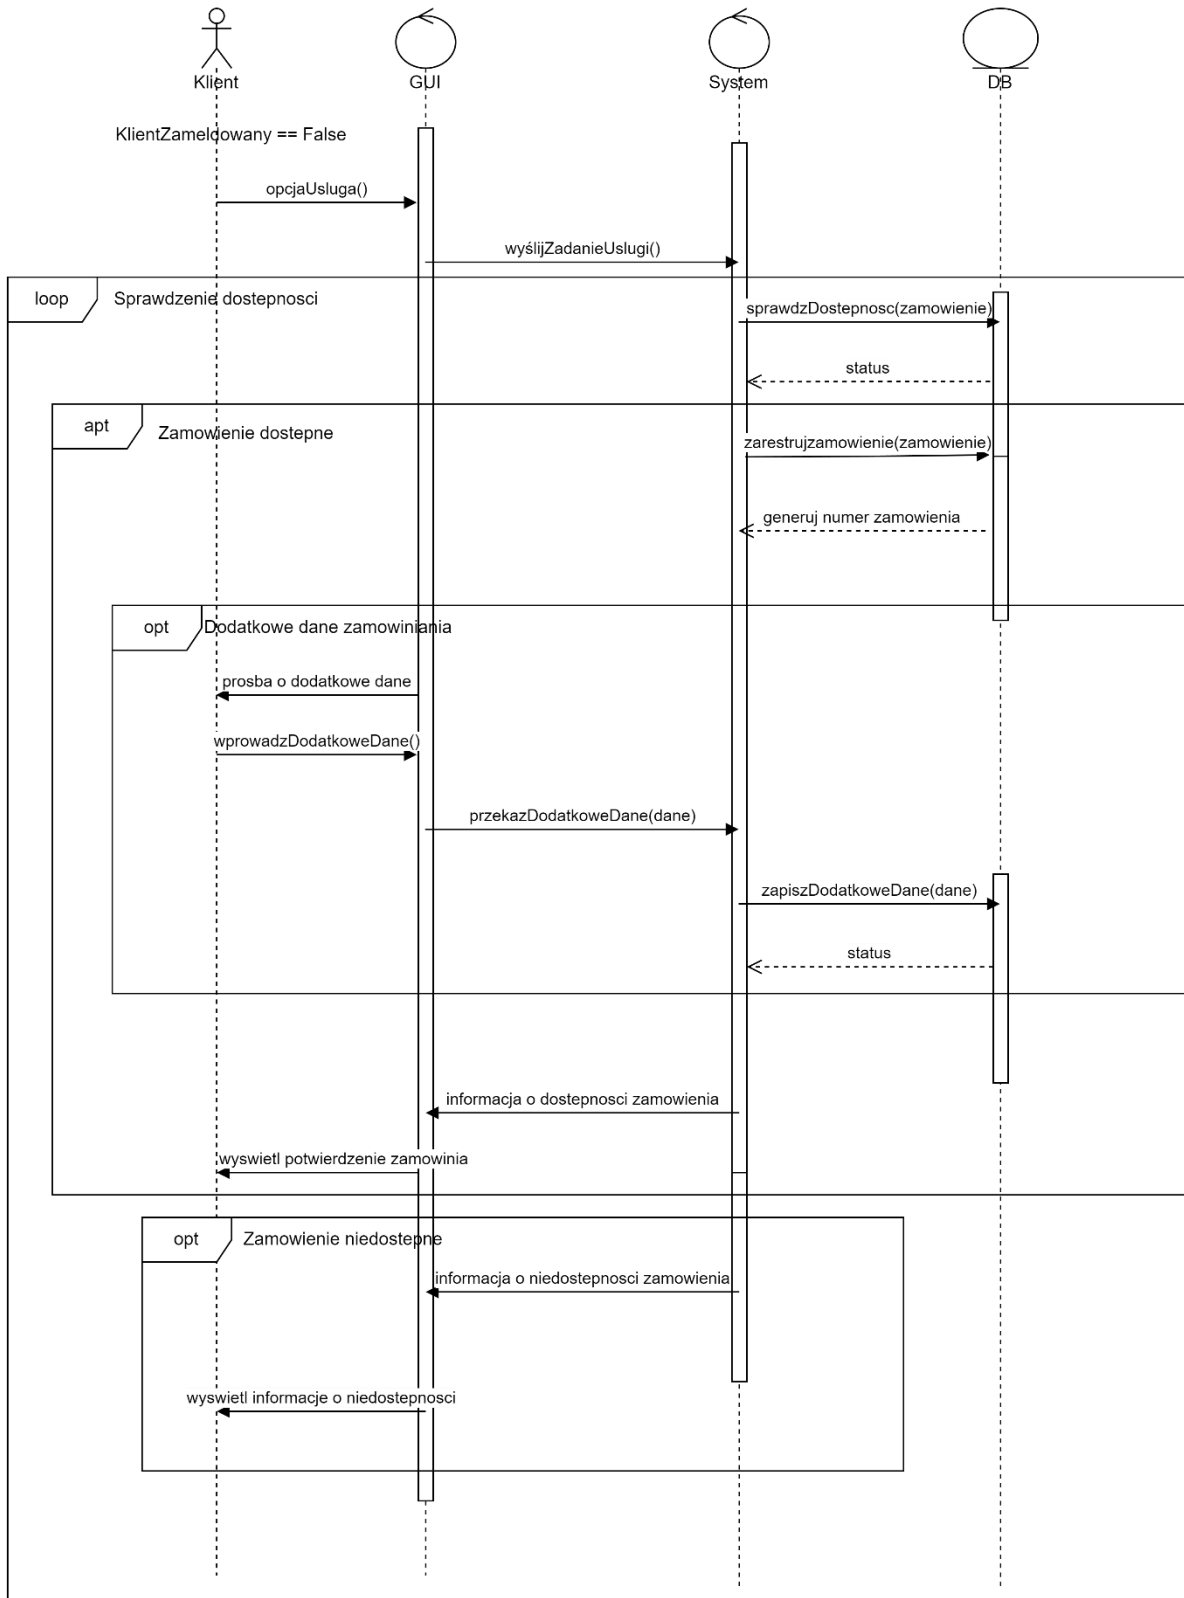 Klient
GUI
System
DB
KlientZameldowany == False
opcjaUsluga()
wyślijZadanieUslugi()
loop
Sprawdzenie dostepnosci
sprawdzDostepnosc(zamowienie)
status
apt
Zamowienie dostepne
zarestrujzamowienie(zamowienie)
generuj numer zamowienia
opt
Dodatkowe dane zamowiniania
prosba o dodatkowe dane
wprowadzDodatkoweDane()
przekazDodatkoweDane(dane)
zapiszDodatkoweDane(dane)
status
informacja o dostepnosci zamowienia
wyswietl potwierdzenie zamowinia
opt
Zamowienie niedostepne
informacja o niedostepnosci zamowienia
wyswietl informacje o niedostepnosci